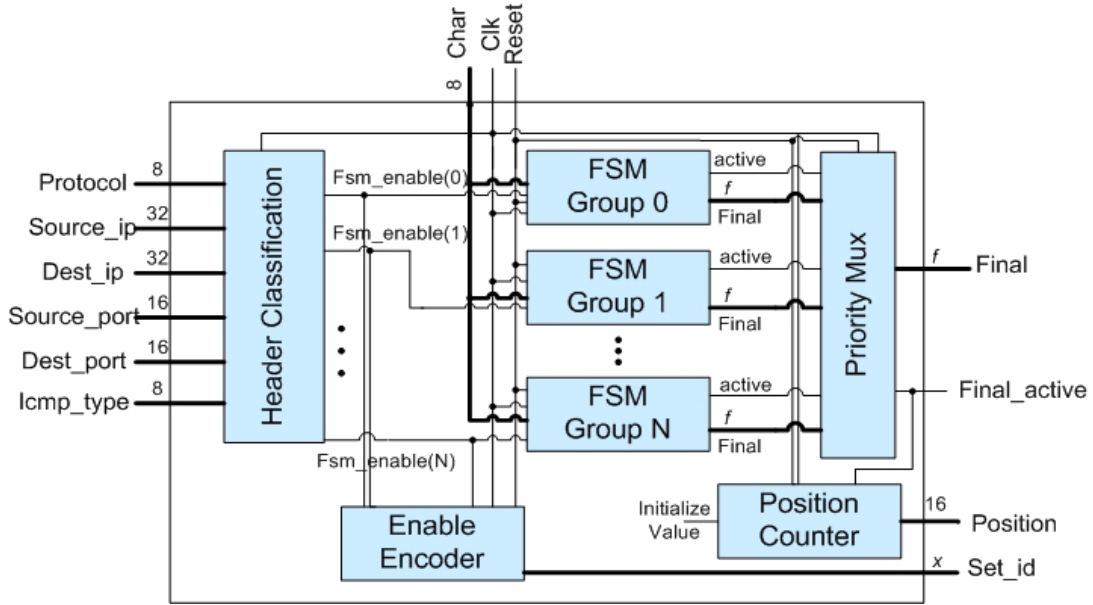 Char
Clk
Reset
8
Protocol
8
Source_ip
32
Dest_ip
32
Source_port
16
Dest_port
16
Icmp_type
8
Header Classification
Fsm_enable(0)
Fsm_enable(1)
Fsm_enable(N)
FSM
Group 0
active
f
Final
FSM
Group 1
active
f
Final
FSM
Group N
active
f
Final
Priority Mux
f
Final
Final_active
Enable
Encoder
Initialize
Value
Position
Counter
16
Position
x
Set_id